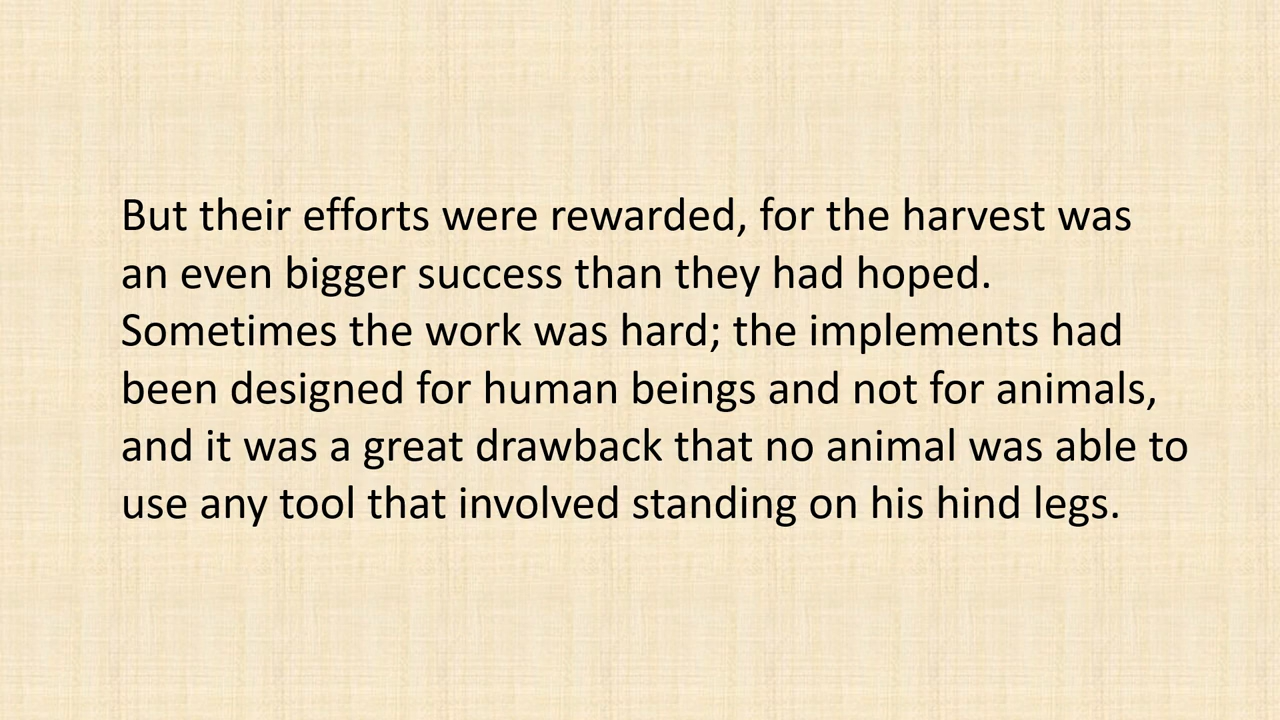 But their efforts were rewarded, for the harvest was
an even bigger success than they had hoped.
Sometimes the work was hard; the implements had
been designed for human beings and not for animals,
and it was a great drawback that no animal was able to
use any tool that involved standing on his hind legs.